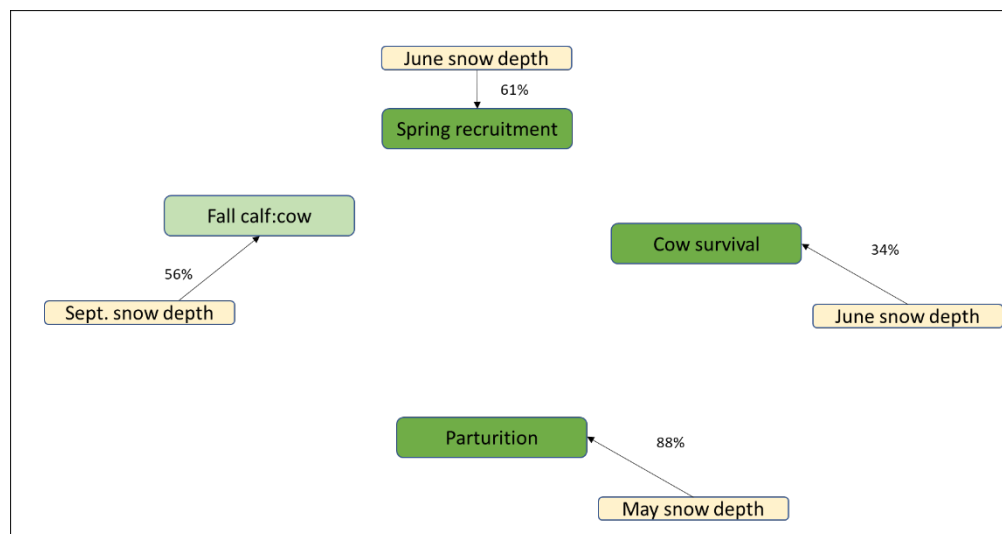 June snow depth
61%
Spring recruitment
Fall calf:cow
56%
Sept. snow depth
Cow survival
34%
June snow depth
Parturition
88%
May snow depth